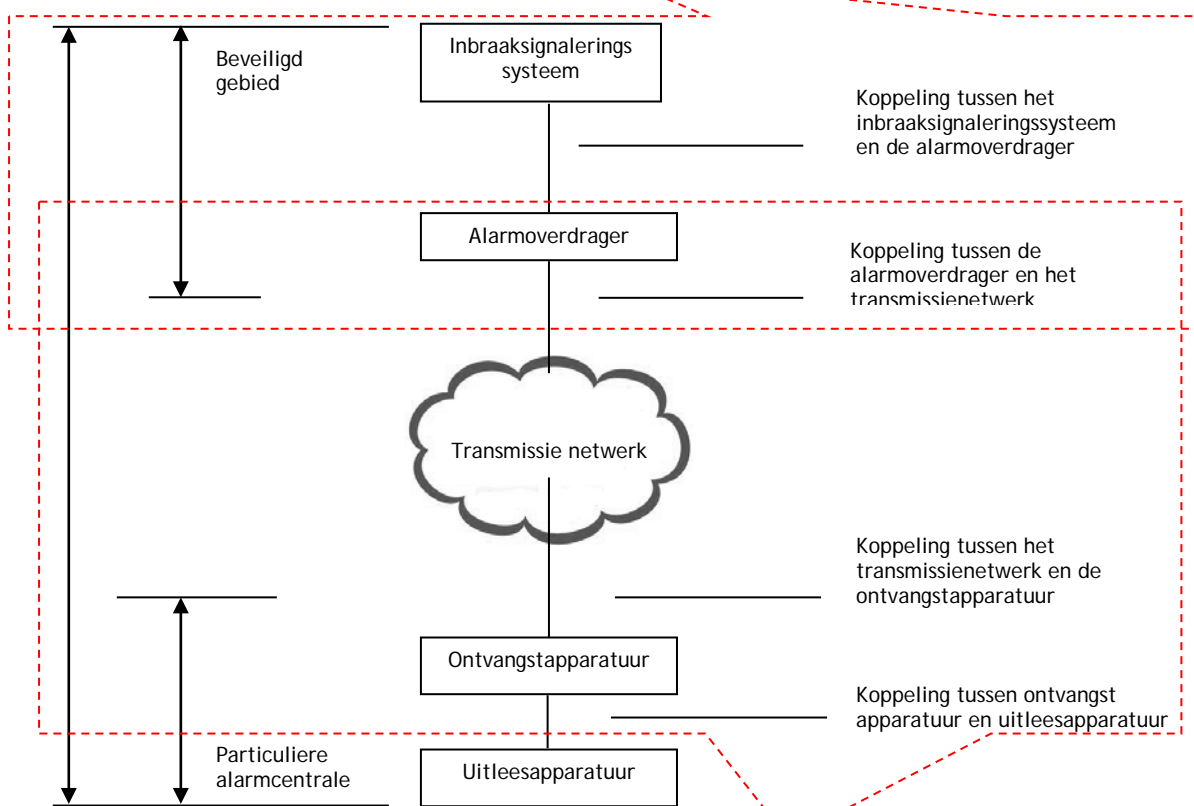 Inbraaksignalerings
systeem
Beveiligd
gebied
Koppeling tussen het
inbraaksignaleringssysteem
en de alarmoverdrager
Alarmoverdrager
Koppeling tussen de
alarmoverdrager en het
transmissienetwerk
Transmissie netwerk
Koppeling tussen het
transmissienetwerk en de
ontvangstapparatuur
Ontvangstapparatuur
Koppeling tussen ontvangst
apparatuur en uitleesapparatuur
Particuliere
alarmcentrale
Uitleesapparatuur